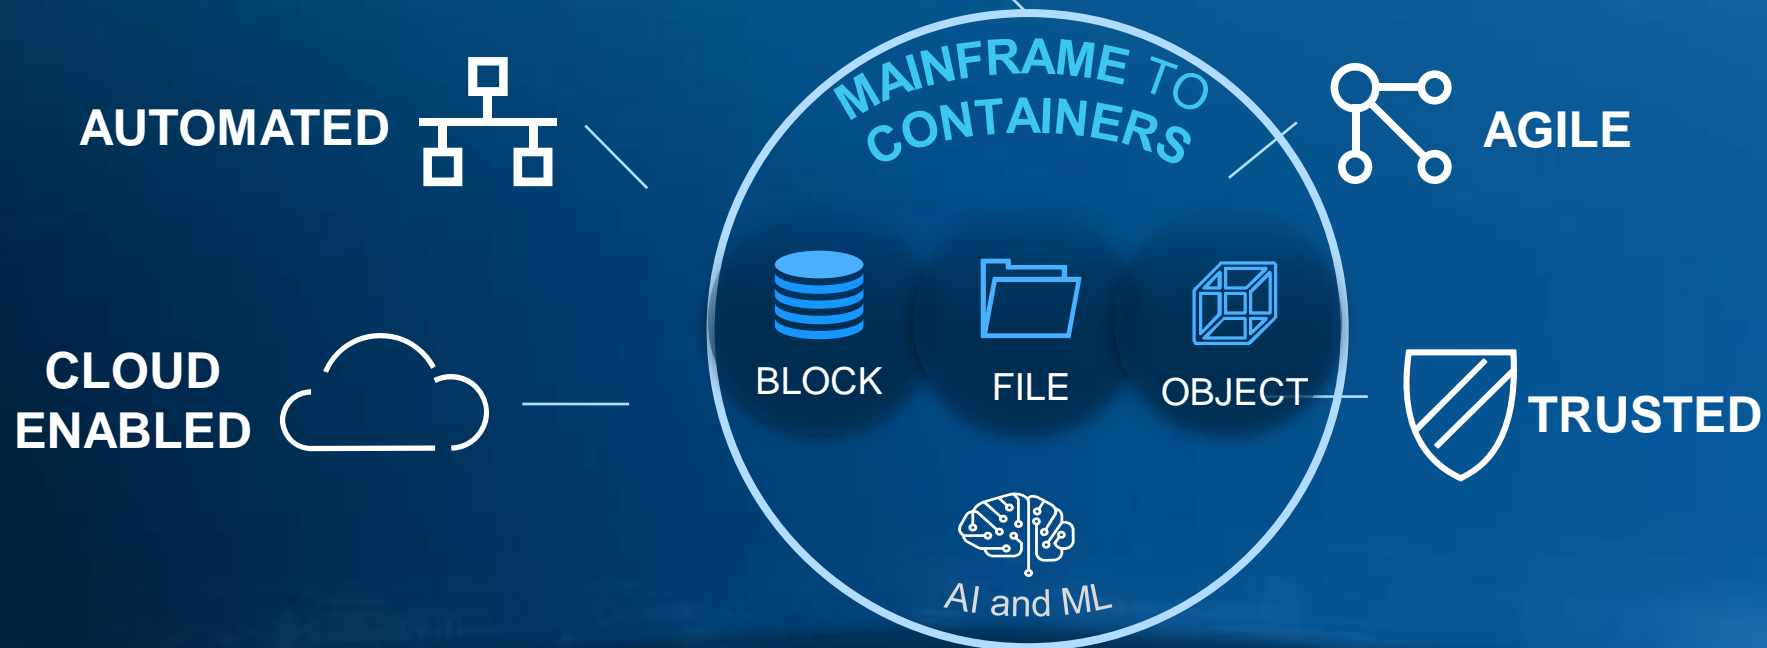 MAINFRAME TO
CONTAINERS
AUTOMATED
AGILE
BLOCK
FILE
OBJECT
CLOUD
ENABLED
TRUSTED
AI and ML